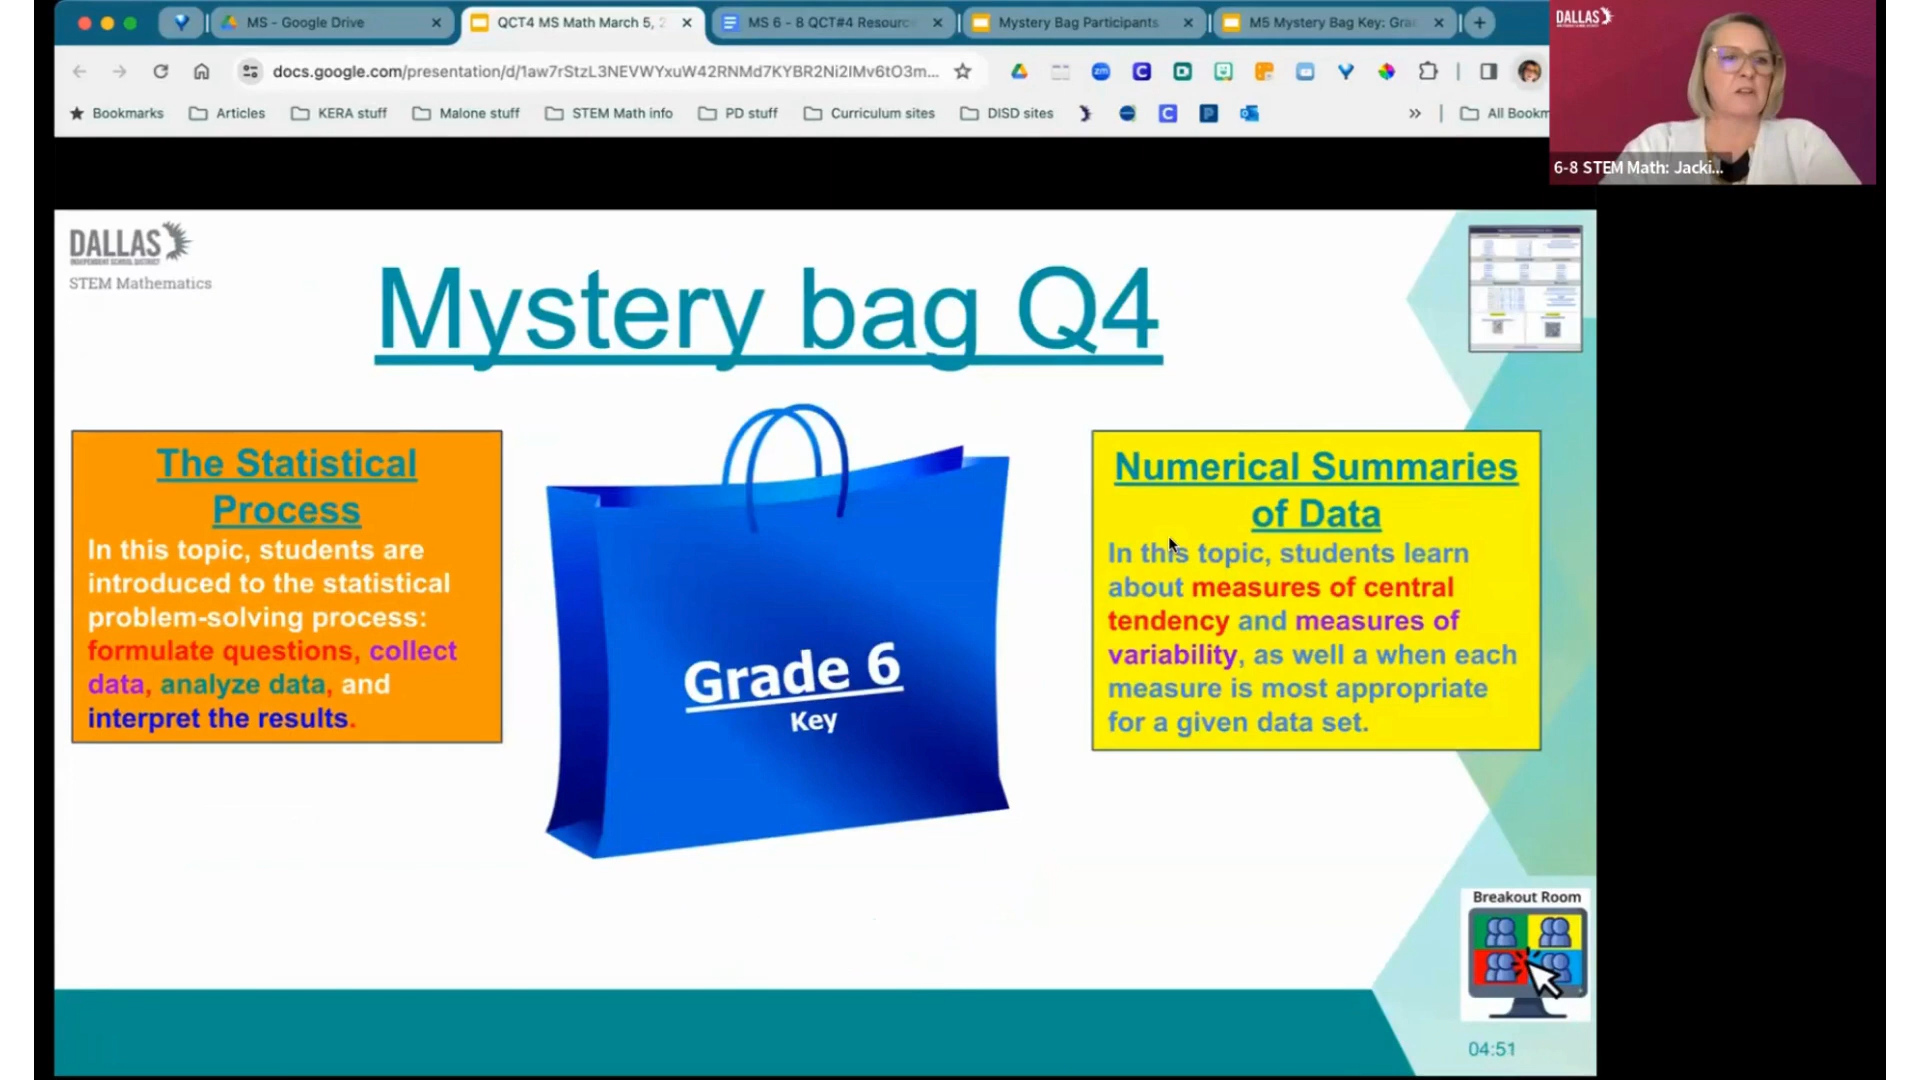 MS - Google Drive
QCT4 MS Math March 5, 2
MS 6 - 8 QCT#4 Resourc
Mystery Bag Participants
M5 Mystery Bag Key: Gra
docs.google.com/presentation/d/1aw7rStzL3NEVWYxuW42RNMd7KYBR2Ni2IMv6tO3m...
Bookmarks
Articles
KERA stuff
Malone stuff
STEM Math info
PD stuff
Curriculum sites
DISD sites
All Bookm
DALLAS
6-8 STEM Math: Jacki...
DALLAS
INDEPENDENT SCHOOL DISTRICT
STEM Mathematics
Mystery bag Q4
The Statistical
Process
In this topic, students are
introduced to the statistical
problem-solving process:
formulate questions, collect
data, analyze data, and
interpret the results.
Grade 6
Key
Numerical Summaries
of Data
In this topic, students learn
about measures of central
tendency and measures of
variability, as well a when each
measure is most appropriate
for a given data set.
Breakout Room
04:51